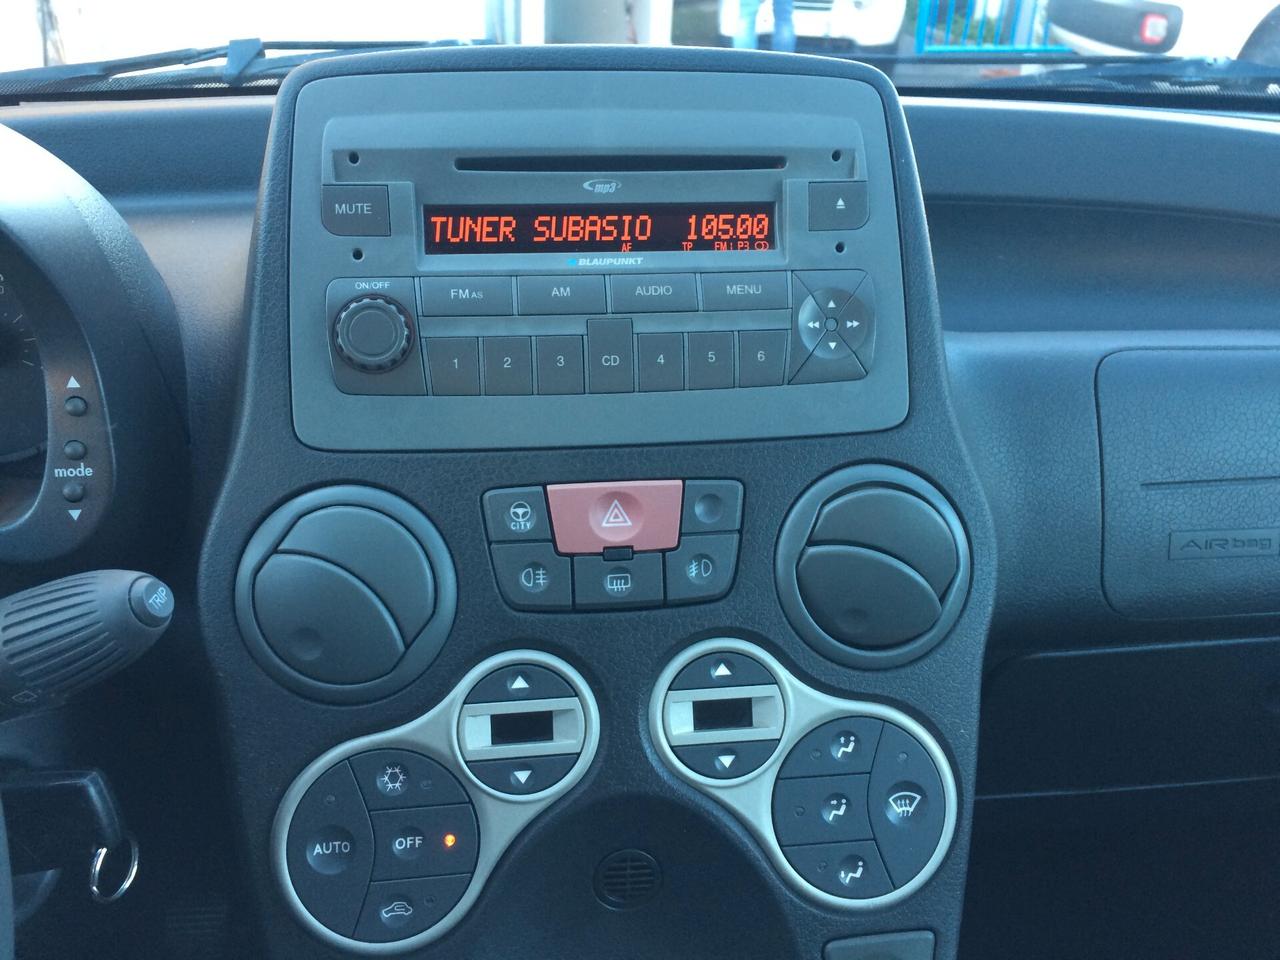 mp3
MUTE
TUNER SUBASIO 105.00
AF TP FM1 P3
BLAUPUNKT
ON/OFF
FM AS AM AUDIO MENU
1 2 3 CD 4 5 6
mode
CITY
AIRbag
TRIP
AUTO
OFF